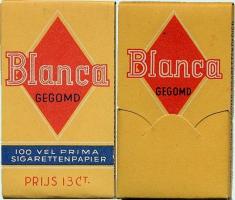 Blanca
GEGOMD
100 VEL PRIMA
SIGARETTENPAPIER
PRIJS 13 CT.
Blanca
GEGOMD